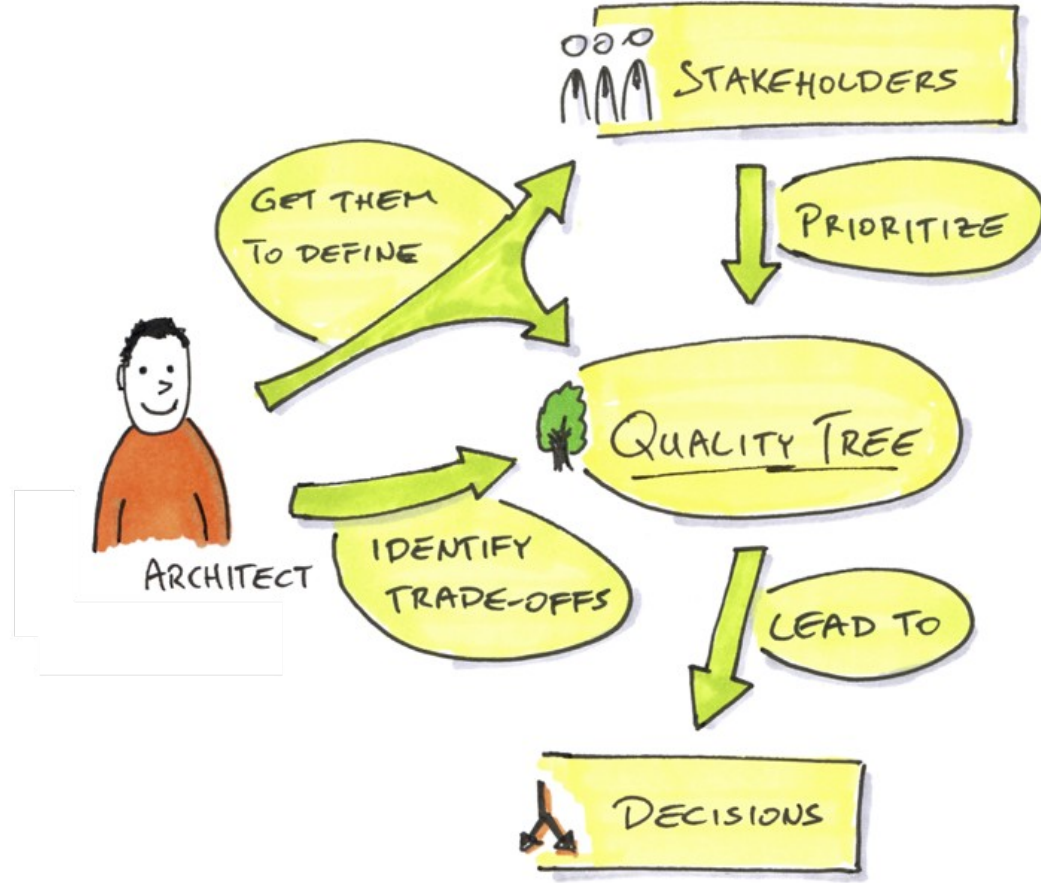 STAKEHOLDERS
GET THEM
TO DEFINE
PRIORITIZE
QUALITY TREE
ARCHITECT
IDENTIFY
TRADE-OFFS
LEAD TO
DECISIONS